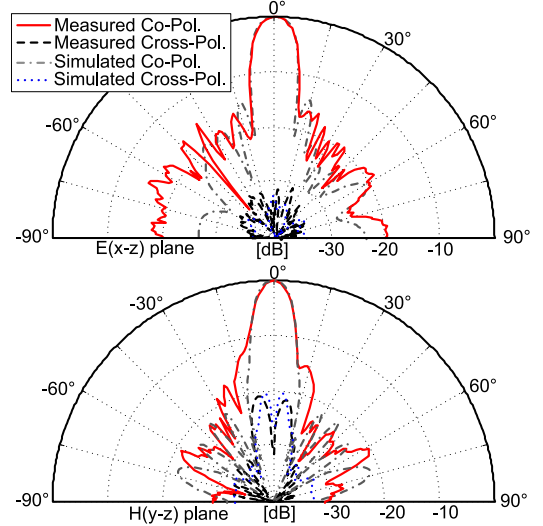 0°
Measured Co-Pol.
Measured Cross-Pol.
Simulated Co-Pol.
Simulated Cross-Pol.
30°
-60°
60°
-90°
E(x-z) plane
[dB]
-30
-20
-10
90°
0°
-30°
30°
-60°
60°
-90°
H(y-z) plane
[dB]
-30
-20
-10
90°